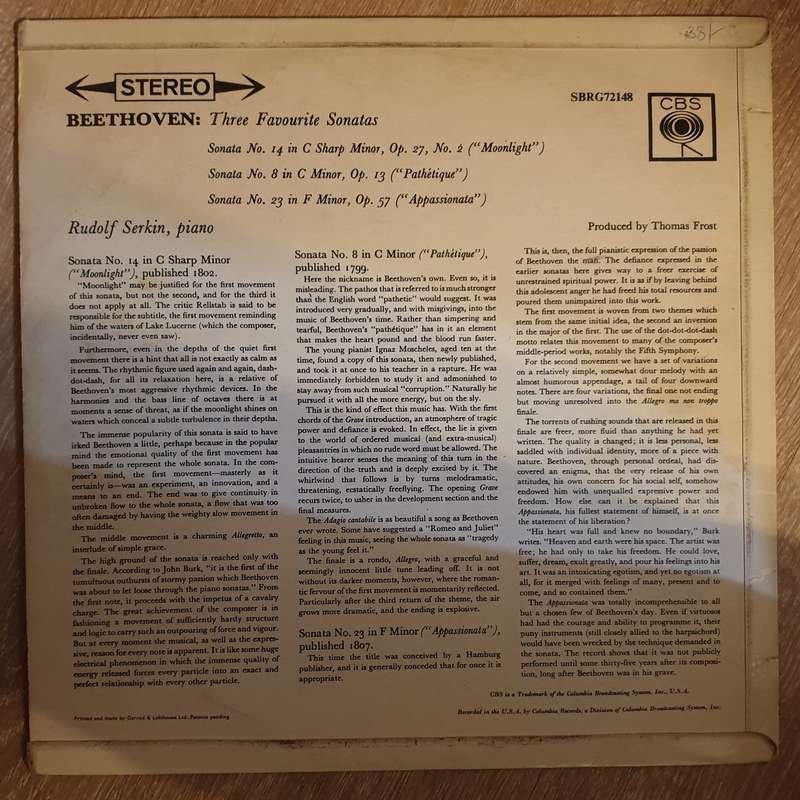 35/-
STEREO
SBRG72148
CBS
BEETHOVEN: Three Favourite Sonatas
Sonata No. 14 in C Sharp Minor, Op. 27, No. 2 ("Moonlight")
Sonata No. 8 in C Minor, Op. 13 ("Pathétique")
Sonata No. 23 in F Minor, Op. 57 ("Appassionata")
Rudolf Serkin, piano
Produced by Thomas Frost
Sonata No. 14 in C Sharp Minor
("Moonlight"), published 1802.
"Moonlight" may be justified for the first movement
of this sonata, but not the second, and for the third it
does not apply at all. The critic Rellstab is said to be
responsible for the subtitle, the first movement reminding
him of the waters of Lake Lucerne (which the composer,
incidentally, never even saw).
Furthermore, even in the depths of the quiet first
movement there is a hint that all is not exactly as calm as
it seems. The rhythmic figure used again and again, dash-
dot-dash, for all its relaxation, here, is a relative of
Beethoven's most aggressive rhythmic devices. In the
harmonies and the bass line of octaves there is at
moments a sense of threat, as if the moonlight shines on
waters which conceal a subtle turbulence in their depths.
The immense popularity of this sonata is said to have
irked Beethoven a little, perhaps because in the popular
mind the emotional quality of the first movement has
been made to represent the whole sonata. In the com-
poser's mind, the first movement—masterly as it
certainly is—was an experiment, an innovation, and a
means to an end. The end was to give continuity in
unbroken flow to the whole sonata, a flow that was too
often damaged by having the weighty slow movement in
the middle.
The middle movement is a charming Allegretto, an
interlude of simple grace.
The high ground of the sonata is reached only with
the finale. According to John Burk, "it is the first of the
tumultuous outbursts of stormy passion which Beethoven
was about to let loose through the piano sonatas." From
the first note, it proceeds with the impetus of a cavalry
charge. The great achievement of the composer is in
fashioning a movement of sufficiently hardy structure
and logic to carry such an outpouring of force and vigour.
But at every moment the musical, as well as the expres-
sive, reason for every note is apparent. It is like some huge
electrical phenomenon in which the immense quality of
energy released forces every particle into an exact and
perfect relationship with every other particle.
Printed and made by Garrod & Lofthouse Ltd. Patents pending
Sonata No. 8 in C Minor ("Pathétique"),
published 1799.
Here the nickname is Beethoven's own. Even so, it is
misleading. The pathos that is referred to is much stronger
than the English word "pathetic" would suggest. It was
introduced very gradually, and with misgivings, into the
music of Beethoven's time. Rather than simpering and
tearful, Beethoven's "pathétique" has in it an element
that makes the heart pound and the blood run faster.
The young pianist Ignaz Moscheles, aged ten at the
time, found a copy of this sonata, then newly published,
and took it at once to his teacher in a rapture. He was
immediately forbidden to study it and admonished to
stay away from such musical "corruption." Naturally he
pursued it with all the more energy, but on the sly.
This is the kind of effect this music has. With the first
chords of the Grave introduction, an atmosphere of tragic
power and defiance is evoked. In effect, the lie is given
to the world of ordered musical (and extra-musical)
pleasantries in which no rude word must be allowed. The
intuitive hearer senses the meaning of this turn in the
direction of the truth and is deeply excited by it. The
whirlwind that follows is by turns melodramatic,
threatening, ecstatically freeflying. The opening Grave
recurs twice, to usher in the development section and the
final measures.
The Adagio cantabile is as beautiful a song as Beethoven
ever wrote. Some have suggested a "Romeo and Juliet"
feeling in this music, seeing the whole sonata as "tragedy
as the young feel it."
The finale is a rondo, Allegro, with a graceful and
seemingly innocent little tune leading off. It is not
without its darker moments, however, where the roman-
tic fervour of the first movement is momentarily reflected.
Particularly after the third return of the theme, the air
grows more dramatic, and the ending is explosive.
Sonata No. 23 in F Minor ("Appassionata"),
published 1807.
This time the title was conceived by a Hamburg
publisher, and it is generally conceded that for once it is
appropriate.
This is, then, the full pianistic expression of the passion
of Beethoven the man. The defiance expressed in the
earlier sonatas here gives way to a freer exercise of
unrestrained spiritual power. It is as if by leaving behind
this adolescent anger he had freed his total resources and
poured them unimpaired into this work.
The first movement is woven from two themes which
stem from the same initial idea, the second an inversion
in the major of the first. The use of the dot-dot-dot-dash
motto relates this movement to many of the composer's
middle-period works, notably the Fifth Symphony.
For the second movement we have a set of variations
on a relatively simple, somewhat dour melody with an
almost humorous appendage, a tail of four downward
notes. There are four variations, the final one not ending
but moving unresolved into the Allegro ma non troppo
finale.
The torrents of rushing sounds that are released in this
finale are freer, more fluid than anything he had yet
written. The quality is changed; it is less personal, less
saddled with individual identity, more of a piece with
nature. Beethoven, through personal ordeal, had dis-
covered an enigma, that the very release of his own
attitudes, his own concern for his social self, somehow
endowed him with unequalled expressive power and
freedom. How else can it be explained that this
Appassionata, his fullest statement of himself, is at once
the statement of his liberation?
"His heart was full and knew no boundary," Burk
writes. "Heaven and earth were his space. The artist was
free; he had only to take his freedom. He could love,
suffer, dream, exult greatly, and pour his feelings into his
art. It was an intoxicating egotism, and yet no egotism at
all, for it merged with feelings of many, present and to
come, and so contained them."
The Appassionata was totally incomprehensible to all
but a chosen few of Beethoven's day. Even if virtuosos
had had the courage and ability to programme it, their
puny instruments (still closely allied to the harpsichord)
would have been wrecked by the technique demanded in
the sonata. The record shows that it was not publicly
performed until some thirty-five years after its composi-
tion, long after Beethoven was in his grave.
CBS is a Trademark of the Columbia Broadcasting System, Inc., U.S.A.
Recorded in the U.S.A. by Columbia Records, a Division of Columbia Broadcasting System, Inc.